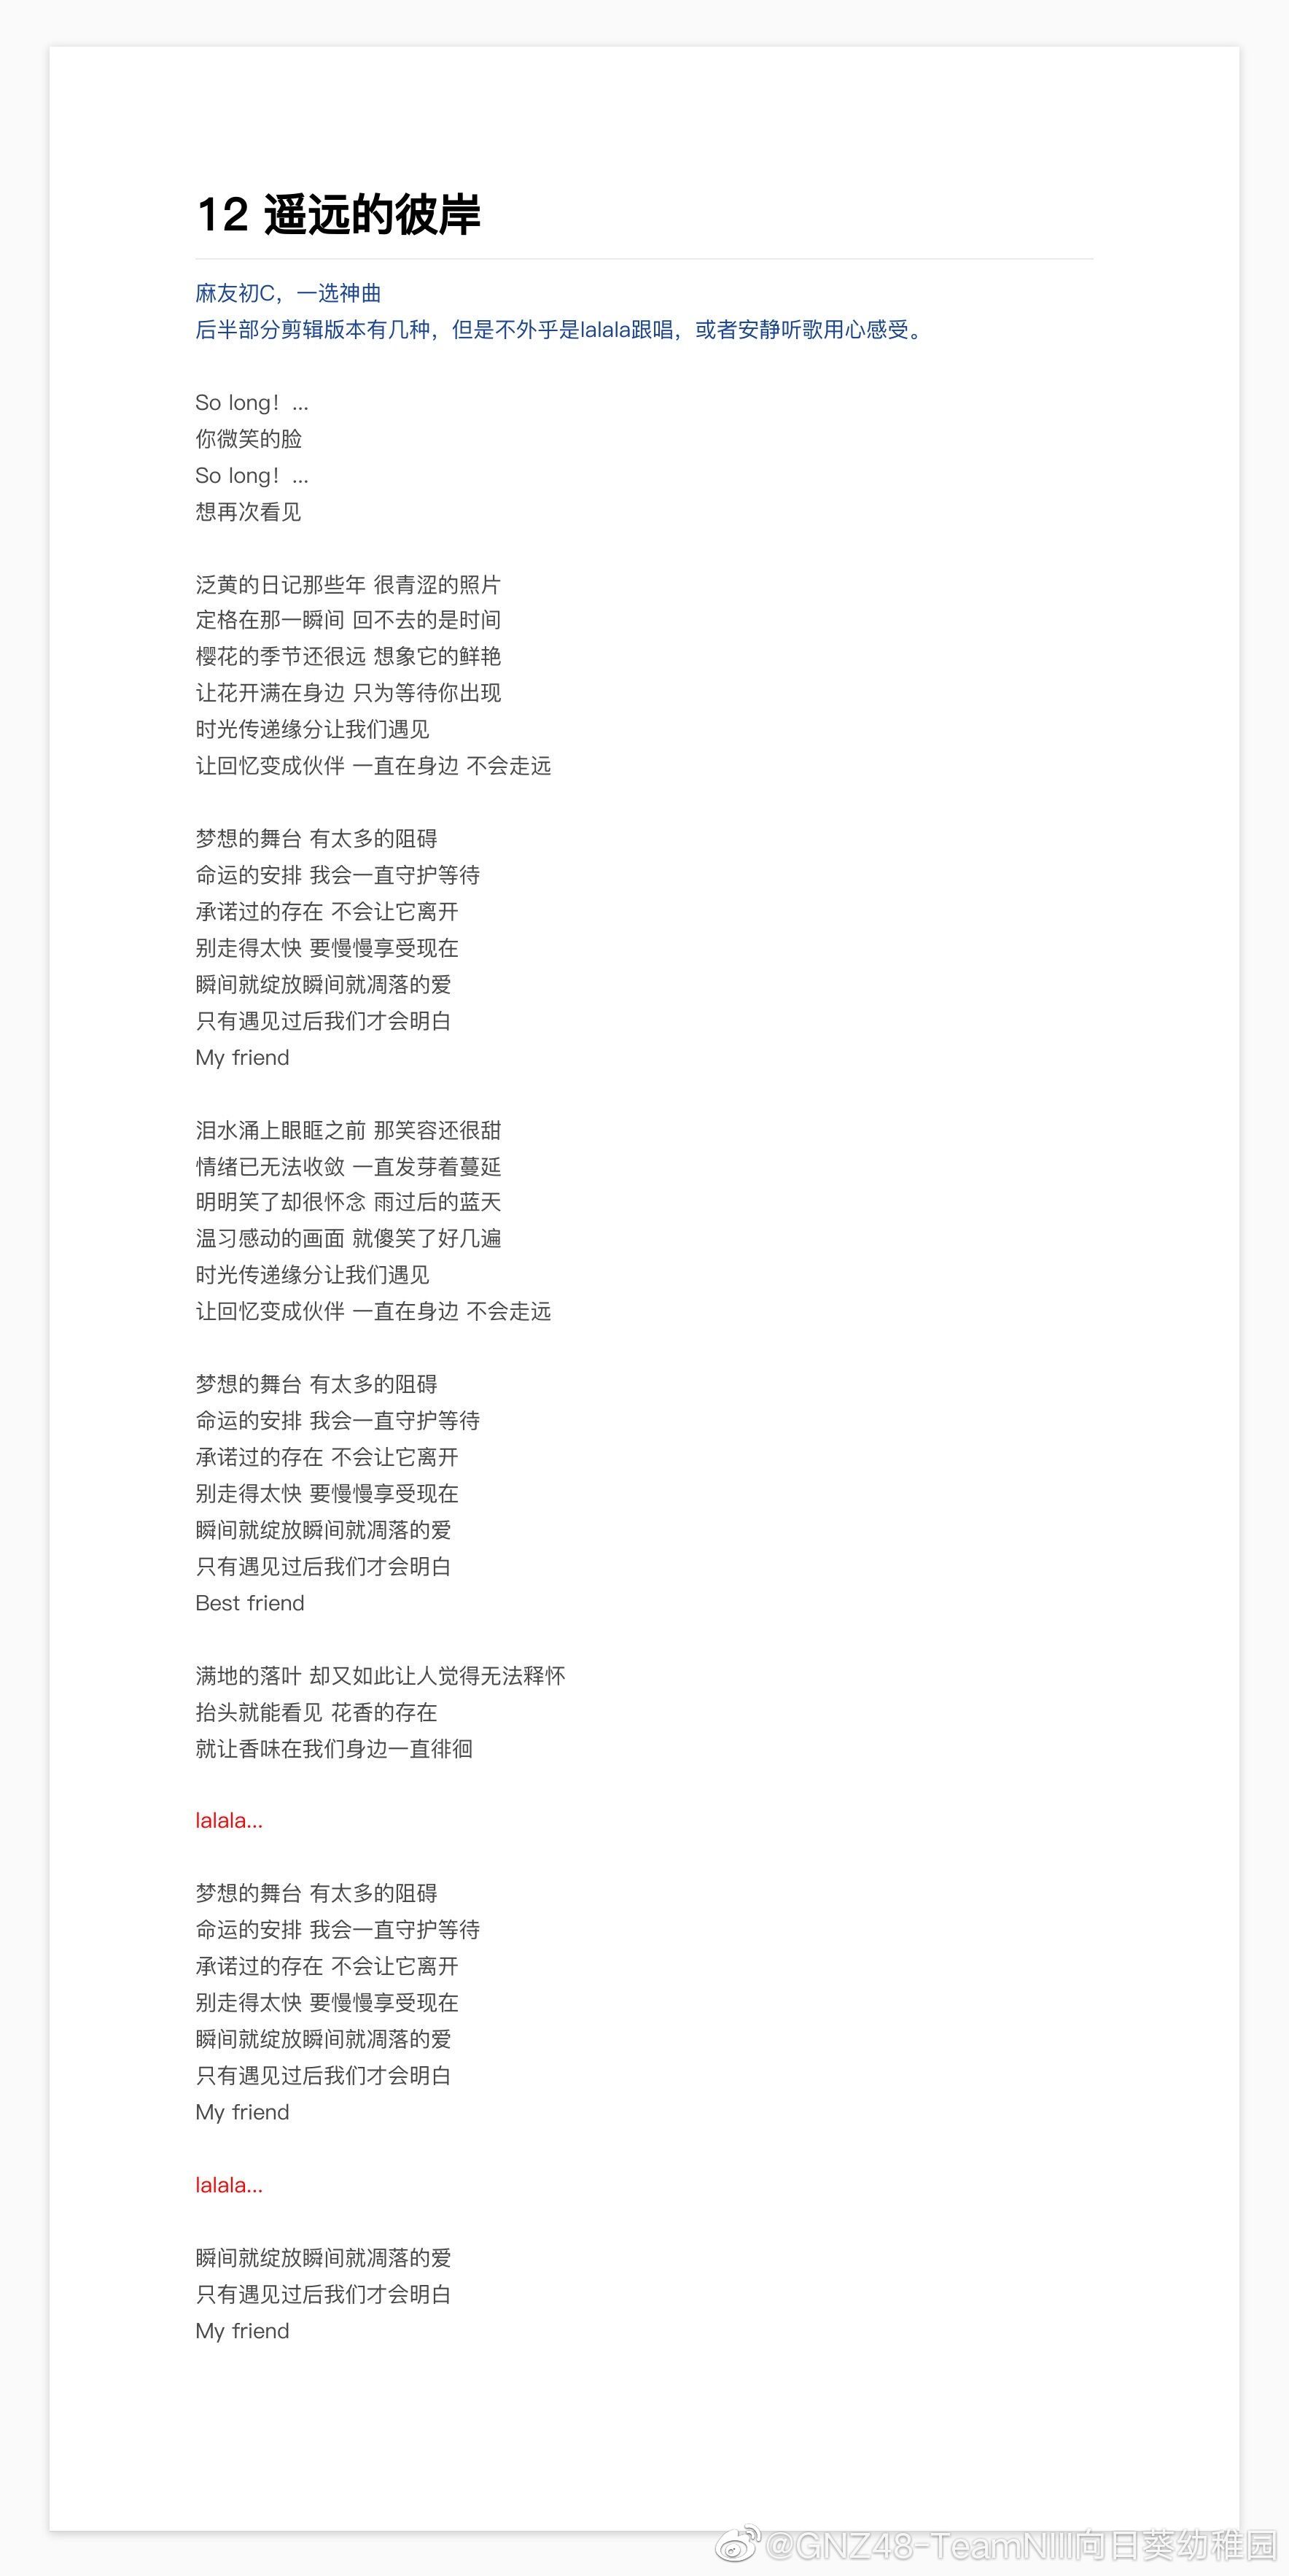 12 遥远的彼岸
麻友初C，一选神曲
后半部分剪辑版本有几种，但是不外乎是lalala跟唱，或者安静听歌用心感受。
So long！...
你微笑的脸
So long！...
想再次看见
泛黄的日记那些年 很青涩的照片
定格在那一瞬间 回不去的是时间
樱花的季节还很远 想象它的鲜艳
让花开满在身边 只为等待你出现
时光传递缘分让我们遇见
让回忆变成伙伴 一直在身边 不会走远
梦想的舞台 有太多的阻碍
命运的安排 我会一直守护等待
承诺过的存在 不会让它离开
别走得太快 要慢慢享受现在
瞬间就绽放瞬间就凋落的爱
只有遇见过后我们才会明白
My friend
泪水涌上眼眶之前 那笑容还很甜
情绪已无法收敛 一直发芽着蔓延
明明笑了却很怀念 雨过后的蓝天
温习感动的画面 就傻笑了好几遍
时光传递缘分让我们遇见
让回忆变成伙伴 一直在身边 不会走远
梦想的舞台 有太多的阻碍
命运的安排 我会一直守护等待
承诺过的存在 不会让它离开
别走得太快 要慢慢享受现在
瞬间就绽放瞬间就凋落的爱
只有遇见过后我们才会明白
Best friend
满地的落叶 却又如此让人觉得无法释怀
抬头就能看见 花香的存在
就让香味在我们身边一直徘徊
lalala...
梦想的舞台 有太多的阻碍
命运的安排 我会一直守护等待
承诺过的存在 不会让它离开
别走得太快 要慢慢享受现在
瞬间就绽放瞬间就凋落的爱
只有遇见过后我们才会明白
My friend
lalala...
瞬间就绽放瞬间就凋落的爱
只有遇见过后我们才会明白
My friend
@GNZ48-TeamNIII向日葵幼稚园